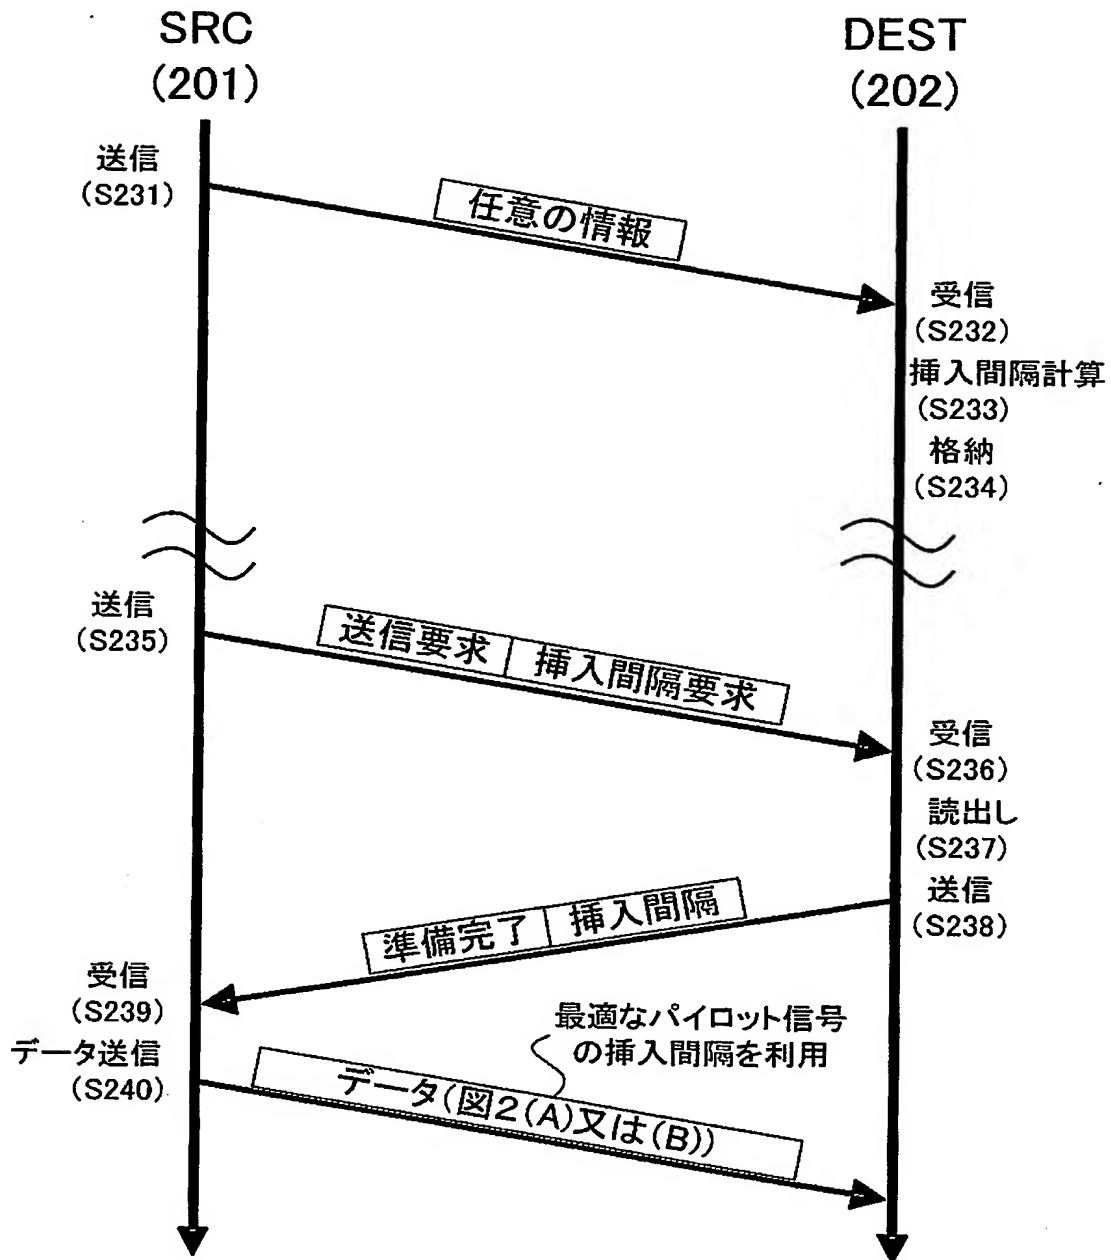 SRC
(201)
DEST
(202)
送信
(S231)
任意の情報
受信
(S232)
挿入間隔計算
(S233)
格納
(S234)
送信
(S235)
送信要求 挿入間隔要求
受信
(S236)
読出し
(S237)
送信
(S238)
準備完了 挿入間隔
受信
(S239)
最適なパイロット信号
の挿入間隔を利用
データ送信
(S240)
データ(図2(A)又は(B))